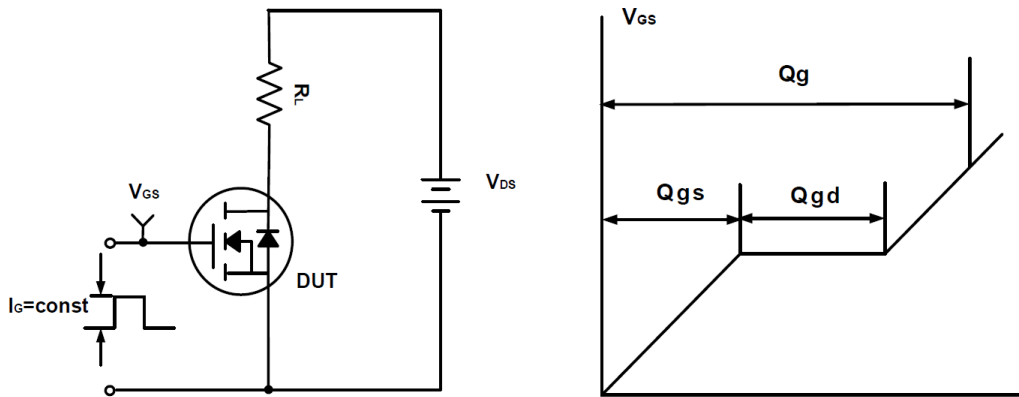 RL
VDS
VGS
DUT
IG=const
VGS
Qg
Qgs
Qgd